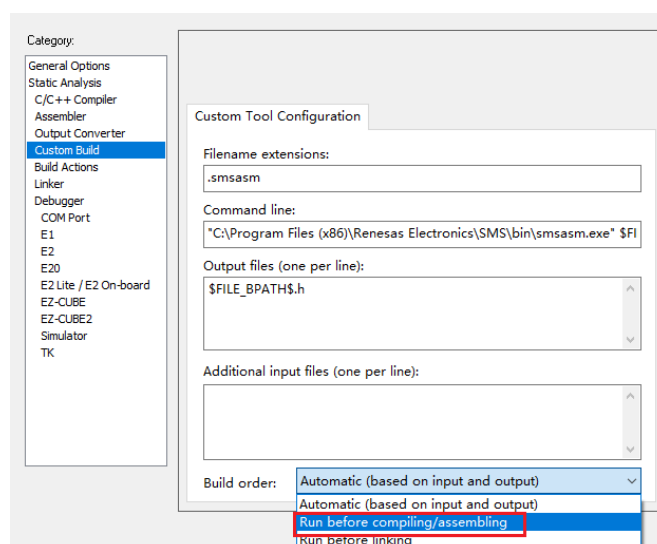 Category:
General Options
Static Analysis
C/C++ Compiler
Assembler
Output Converter
Custom Build
Build Actions
Linker
Debugger
COM Port
E1
E2
E20
E2 Lite / E2 On-board
EZ-CUBE
EZ-CUBE2
Simulator
TK
Custom Tool Configuration
Filename extensions:
.smsasm
Command line:
"C:\Program Files (x86)\Renesas Electronics\SMS\bin\smsasm.exe" $FI
Output files (one per line):
$FILE_BPATH$.h
Additional input files (one per line):
Build order: Automatic (based on input and output)
Automatic (based on input and output)
Run before compiling/assembling
Run before linking